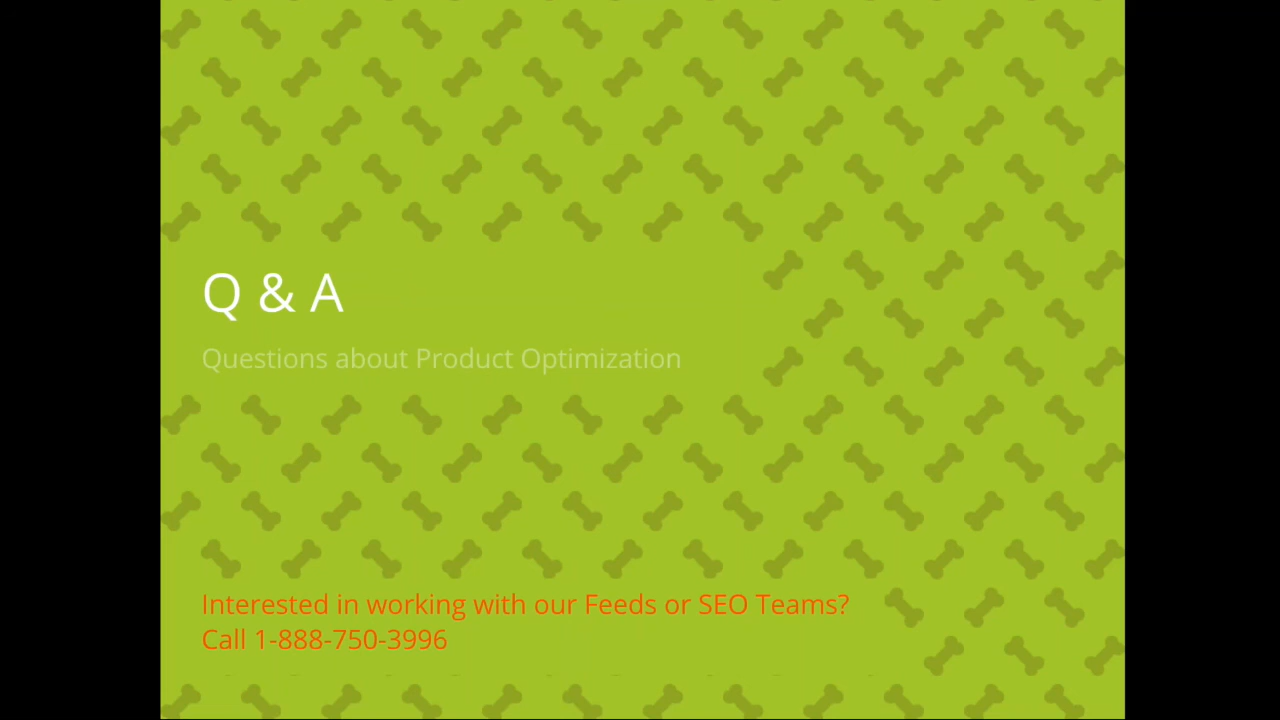 Q & A
Questions about Product Optimization
Interested in working with our Feeds or SEO Teams?
Call 1-888-750-3996